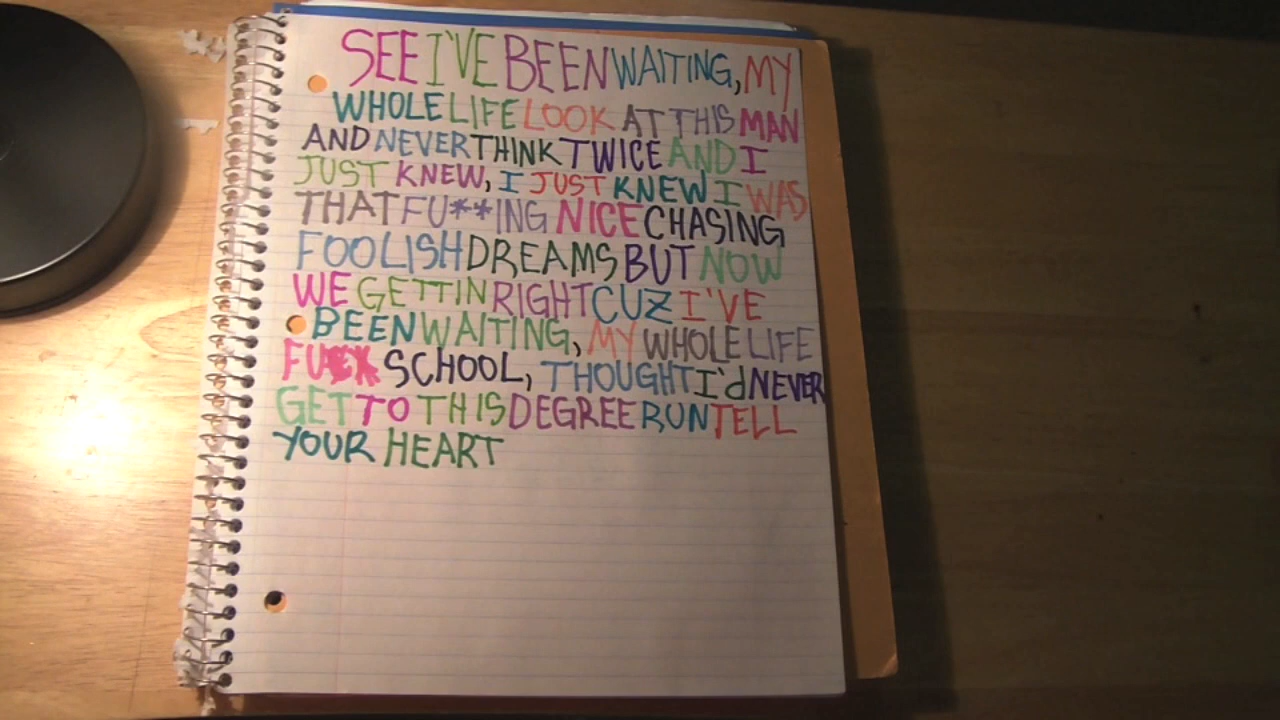 SEE I'VE BEEN WAITING, MY
WHOLE LIFE LOOK AT THIS MAN
AND NEVER THINK TWICE AND I
JUST KNEW, I JUST KNEW I WAS
THAT FU**ING NICE CHASING
FOOLISH DREAMS BUT NOW
WE GETTIN RIGHT CUZ I'VE
BEEN WAITING, MY WHOLE LIFE
FUCK SCHOOL, THOUGHT I'd NEVER
GET TO THIS DEGREE RUN TELL
YOUR HEART